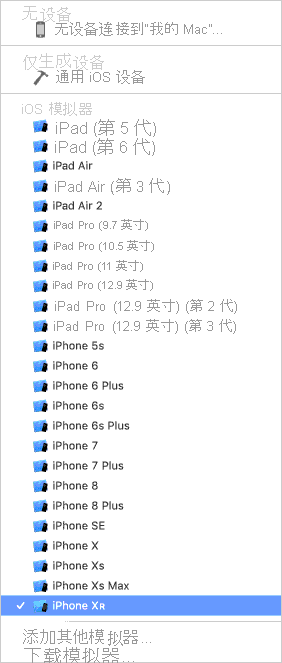 无设备
无设备连接到“我的 Mac”...
仅生成设备
通用 iOS 设备
iOS 模拟器
iPad (第 5 代)
iPad (第 6 代)
iPad Air
iPad Air (第 3 代)
iPad Air 2
iPad Pro (9.7 英寸)
iPad Pro (10.5 英寸)
iPad Pro (11 英寸)
iPad Pro (12.9 英寸)
iPad Pro (12.9 英寸) (第 2 代)
iPad Pro (12.9 英寸) (第 3 代)
iPhone 5s
iPhone 6
iPhone 6 Plus
iPhone 6s
iPhone 6s Plus
iPhone 7
iPhone 7 Plus
iPhone 8
iPhone 8 Plus
iPhone SE
iPhone X
iPhone Xs
iPhone Xs Max
✓ iPhone Xʀ
添加其他模拟器...
下载模拟器...